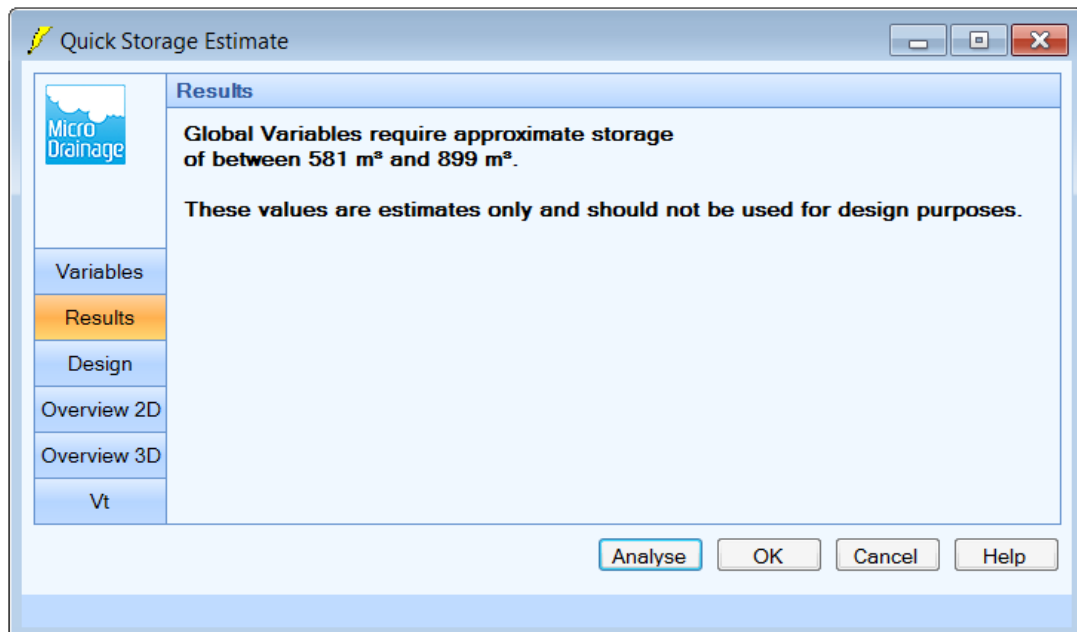 Quick Storage Estimate
Micro
Drainage
Results
Global Variables require approximate storage
of between 581 m³ and 899 m³.
These values are estimates only and should not be used for design purposes.
Variables
Results
Design
Overview 2D
Overview 3D
Vt
Analyse
OK
Cancel
Help